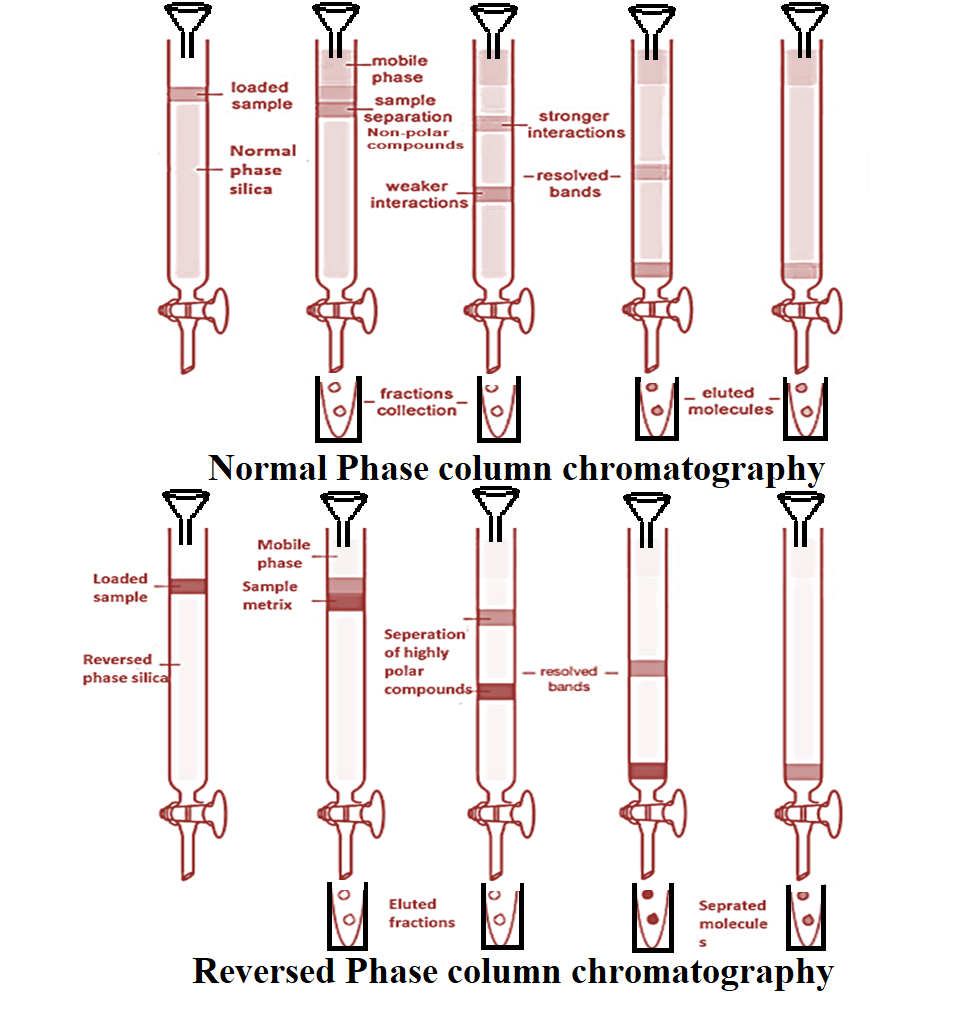 loaded
sample
Normal
phase
silica
mobile
phase
sample
separation
Non-polar
compounds
weaker
interactions
stronger
interactions
resolved
bands
fractions
collection
eluted
molecules
Normal Phase column chromatography
Loaded
sample
Reversed
phase silica
Mobile
phase
Sample
metrix
Seperation
of highly
polar
compounds
resolved
bands
Eluted
fractions
Seprated
molecule
s
Reversed Phase column chromatography